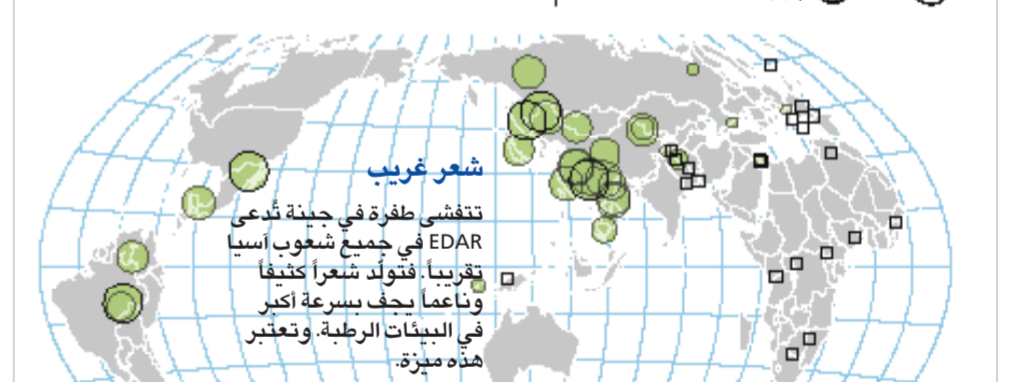 شعر غريب
تتفشى طفرة في جينة تُدعى
EDAR في جميع شعوب آسيا
تقريباً. فتولّد شعراً كثيفاً
وناعماً يجف بسرعة أكبر
في البيئات الرطبة. وتعتبر
هذه ميزة.